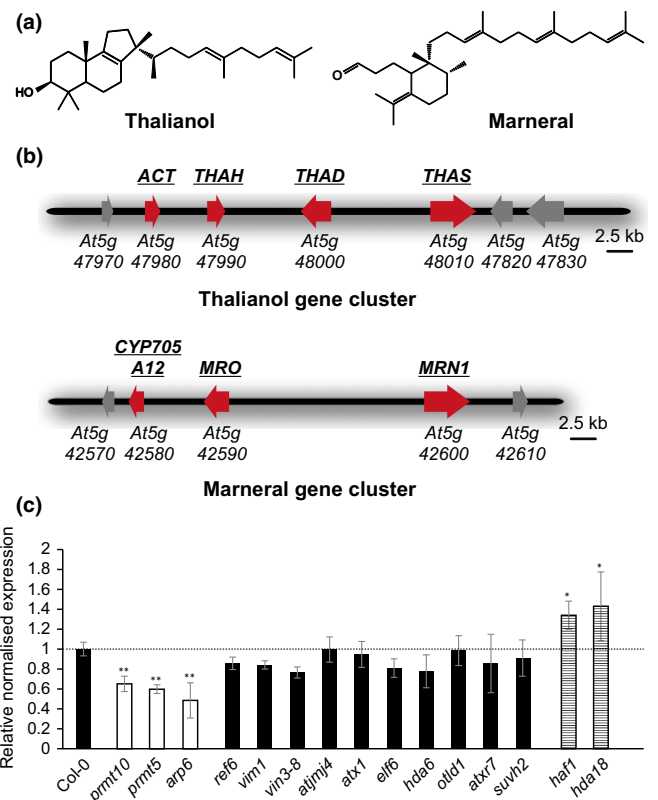 (a)
HO
O
Thalianol
Marneral
(b)
ACT THAH THAD THAS
At5g At5g At5g At5g At5g At5g At5g
47970 47980 47990 48000 48010 47820 47830
2.5 kb
Thalianol gene cluster
CYP705
A12 MRO MRN1
At5g At5g At5g At5g At5g
42570 42580 42590 42600 42610
2.5 kb
Marneral gene cluster
(c)
Relative normalised expression
2
1.8
1.6
1.4
1.2
1
0.8
0.6
0.4
0.2
0
** ** ** * *
Col-0 prmt10 prmt5 arp6 ref6 vim1 vin3-8 atjmj4 atx1 elf6 hda6 otld1 atxr7 suvh2 haf1 hda18